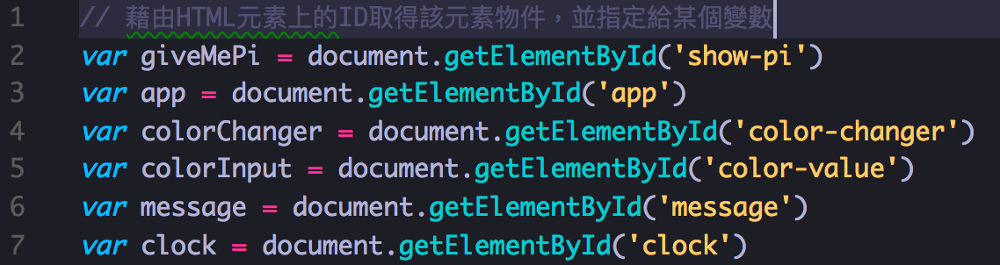 1 // 藉由HTML元素上的ID取得該元素物件，並指定給某個變數
2 var giveMePi = document.getElementById('show-pi')
3 var app = document.getElementById('app')
4 var colorChanger = document.getElementById('color-changer')
5 var colorInput = document.getElementById('color-value')
6 var message = document.getElementById('message')
7 var clock = document.getElementById('clock')